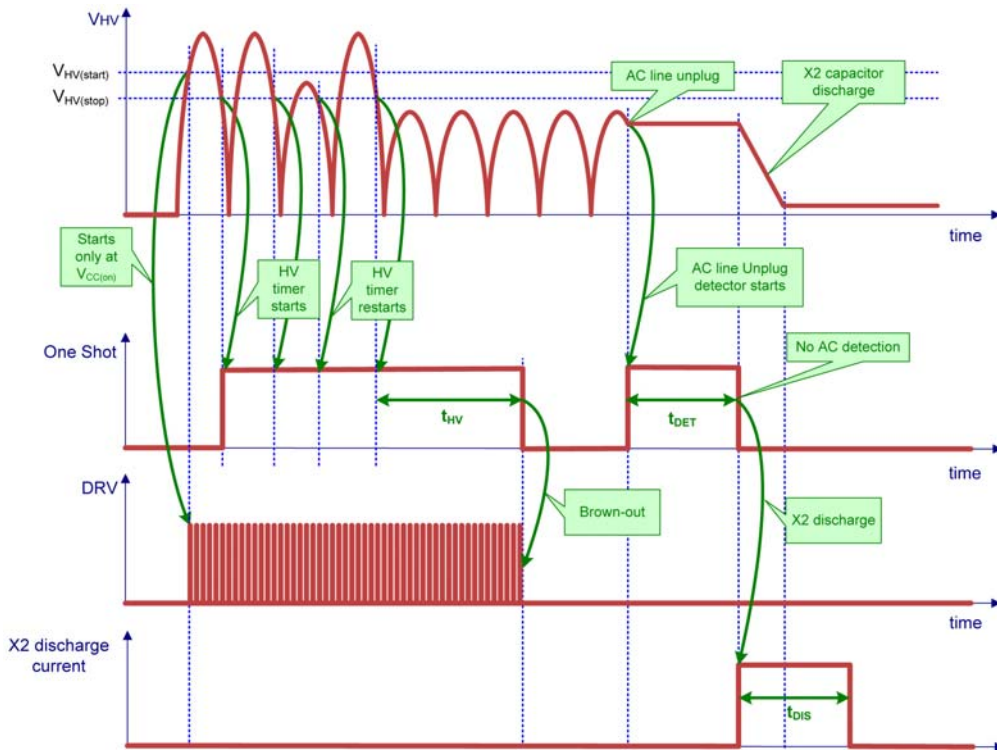 VHV
VHV(start)
VHV(stop)
AC line unplug
X2 capacitor
discharge
time
Starts
only at
VCC(on)
HV
timer
starts
HV
timer
restarts
AC line Unplug
detector starts
One Shot
No AC detection
tHV
tDET
time
DRV
Brown-out
X2 discharge
time
X2 discharge
current
tDIS